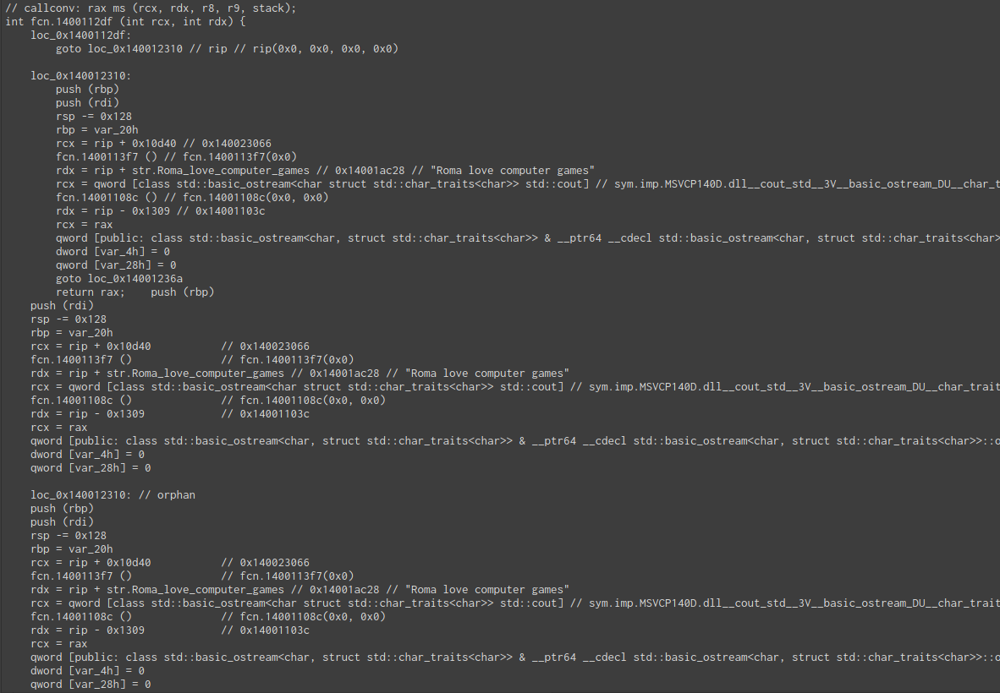 // callconv: rax ms (rcx, rdx, r8, r9, stack);
int fcn.1400112df (int rcx, int rdx) {
    loc_0x1400112df:
        goto loc_0x140012310 // rip // rip(0x0, 0x0, 0x0, 0x0)

    loc_0x140012310:
        push (rbp)
        push (rdi)
        rsp -= 0x128
        rbp = var_20h
        rcx = rip + 0x10d40 // 0x140023066
        fcn.1400113f7 () // fcn.1400113f7(0x0)
        rdx = rip + str.Roma_love_computer_games // 0x14001ac28 // "Roma love computer games"
        rcx = qword [class std::basic_ostream<char struct std::char_traits<char>> std::cout] // sym.imp.MSVCP140D.dll__cout_std__3V__basic_ostream_DU__char_t
        fcn.14001108c () // fcn.14001108c(0x0, 0x0)
        rdx = rip - 0x1309 // 0x14001103c
        rcx = rax
        qword [public: class std::basic_ostream<char, struct std::char_traits<char>> & __ptr64 __cdecl std::basic_ostream<char, struct std::char_traits<char>
        dword [var_4h] = 0
        qword [var_28h] = 0
        goto loc_0x14001236a
        return rax;    push (rbp)
    push (rdi)
    rsp -= 0x128
    rbp = var_20h
    rcx = rip + 0x10d40           // 0x140023066
    fcn.1400113f7 ()              // fcn.1400113f7(0x0)
    rdx = rip + str.Roma_love_computer_games // 0x14001ac28 // "Roma love computer games"
    rcx = qword [class std::basic_ostream<char struct std::char_traits<char>> std::cout] // sym.imp.MSVCP140D.dll__cout_std__3V__basic_ostream_DU__char_trait
    fcn.14001108c ()              // fcn.14001108c(0x0, 0x0)
    rdx = rip - 0x1309            // 0x14001103c
    rcx = rax
    qword [public: class std::basic_ostream<char, struct std::char_traits<char>> & __ptr64 __cdecl std::basic_ostream<char, struct std::char_traits<char>>::o
    dword [var_4h] = 0
    qword [var_28h] = 0

    loc_0x140012310: // orphan
    push (rbp)
    push (rdi)
    rsp -= 0x128
    rbp = var_20h
    rcx = rip + 0x10d40           // 0x140023066
    fcn.1400113f7 ()              // fcn.1400113f7(0x0)
    rdx = rip + str.Roma_love_computer_games // 0x14001ac28 // "Roma love computer games"
    rcx = qword [class std::basic_ostream<char struct std::char_traits<char>> std::cout] // sym.imp.MSVCP140D.dll__cout_std__3V__basic_ostream_DU__char_trait
    fcn.14001108c ()              // fcn.14001108c(0x0, 0x0)
    rdx = rip - 0x1309            // 0x14001103c
    rcx = rax
    qword [public: class std::basic_ostream<char, struct std::char_traits<char>> & __ptr64 __cdecl std::basic_ostream<char, struct std::char_traits<char>>::o
    dword [var_4h] = 0
    qword [var_28h] = 0